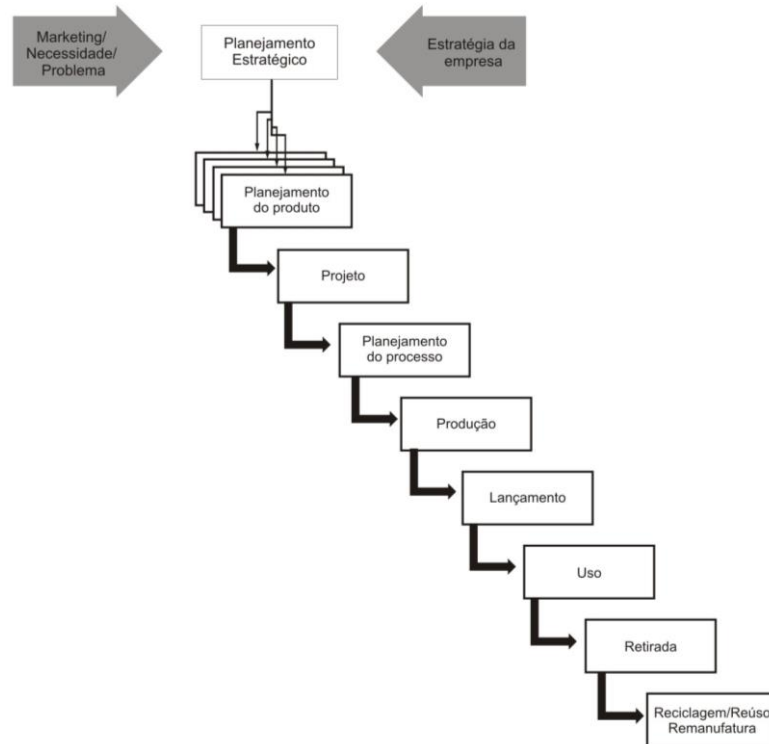 Marketing/
Necessidade/
Problema
Planejamento
Estratégico
Estratégia da
empresa
Planejamento
do produto
Projeto
Planejamento
do processo
Produção
Lançamento
Uso
Retirada
Reciclagem/Reúso
Remanufatura